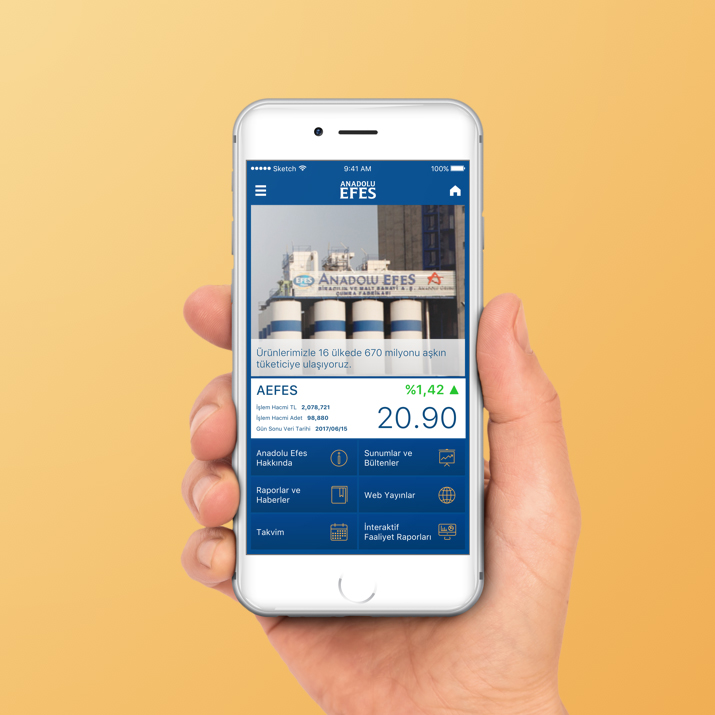 Sketch 9:41 AM 100%
ANADOLU
EFES
EFES ANADOLU EFES
BİRACILIK VE MALT SANAYİ A.Ş.
Ürünlerimizle 16 ülkede 670 milyonu aşkın
tüketiciye ulaşıyoruz.
AEFES %1,42
İşlem Hacmi TL 2,078,721
İşlem Hacmi Adet 98,880
Gün Sonu Veri Tarihi 2017/06/15
20.90
Anadolu Efes
Hakkında
Sunumlar ve
Bültenler
Raporlar ve
Haberler
Web Yayınlar
Takvim
İnteraktif
Faaliyet Raporları